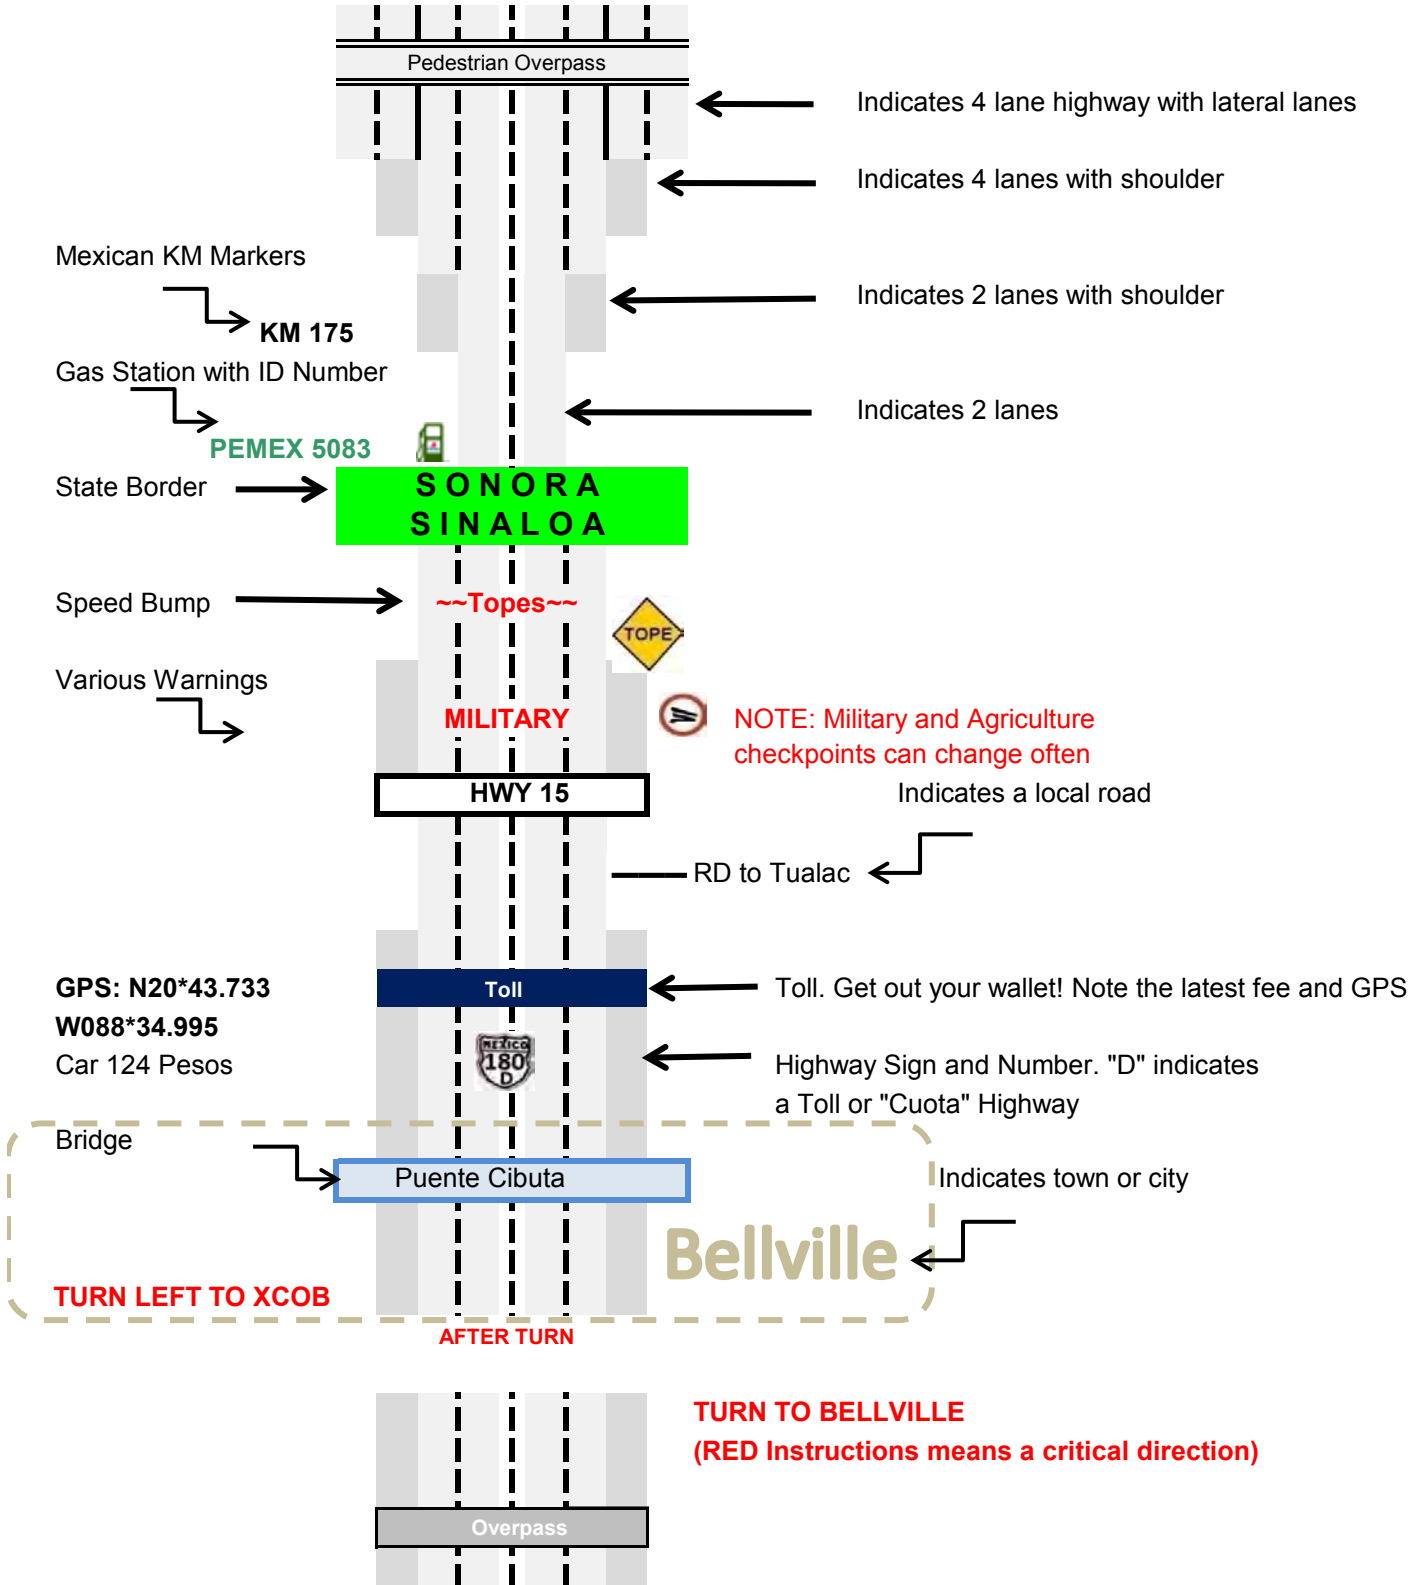 Pedestrian Overpass
Indicates 4 lane highway with lateral lanes
Indicates 4 lanes with shoulder
Mexican KM Markers
Indicates 2 lanes with shoulder
KM 175
Gas Station with ID Number
Indicates 2 lanes
PEMEX 5083
State Border
SONORA
SINALOA
Speed Bump
~~Topes~~
TOPE
Various Warnings
MILITARY
NOTE: Military and Agriculture
checkpoints can change often
HWY 15
Indicates a local road
RD to Tualac
GPS: N20*43.733
W088*34.995
Car 124 Pesos
Toll
Toll. Get out your wallet! Note the latest fee and GPS
MEXICO
180
D
Highway Sign and Number. "D" indicates
a Toll or "Cuota" Highway
Bridge
Puente Cibuta
Indicates town or city
Bellville
TURN LEFT TO XCOB
AFTER TURN
TURN TO BELLVILLE
(RED Instructions means a critical direction)
Overpass